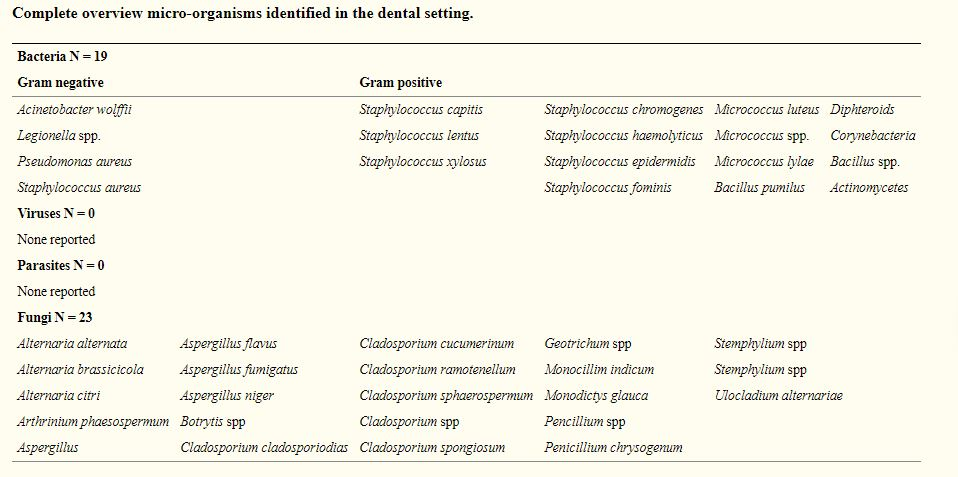 Complete overview micro-organisms identified in the dental setting.
Bacteria N = 19
Gram negative Gram positive
Acinetobacter wolffii Staphylococcus capitis Staphylococcus chromogenes Micrococcus luteus Diphteroids
Legionella spp. Staphylococcus lentus Staphylococcus haemolyticus Micrococcus spp. Corynebacteria
Pseudomonas aureus Staphylococcus xylosus Staphylococcus epidermidis Micrococcus lylae Bacillus spp.
Staphylococcus aureus Staphylococcus fominis Bacillus pumilus Actinomycetes
Viruses N = 0
None reported
Parasites N = 0
None reported
Fungi N = 23
Alternaria alternata Aspergillus flavus Cladosporium cucumerinum Geotrichum spp Stemphylium spp
Alternaria brassicicola Aspergillus fumigatus Cladosporium ramotenellum Monocillim indicum Stemphylium spp
Alternaria citri Aspergillus niger Cladosporium sphaerospermum Monodictys glauca Ulocladium alternariae
Arthrinium phaesospermum Botrytis spp Cladosporium spp Pencillium spp
Aspergillus Cladosporium cladosporiodias Cladosporium spongiosum Penicillium chrysogenum